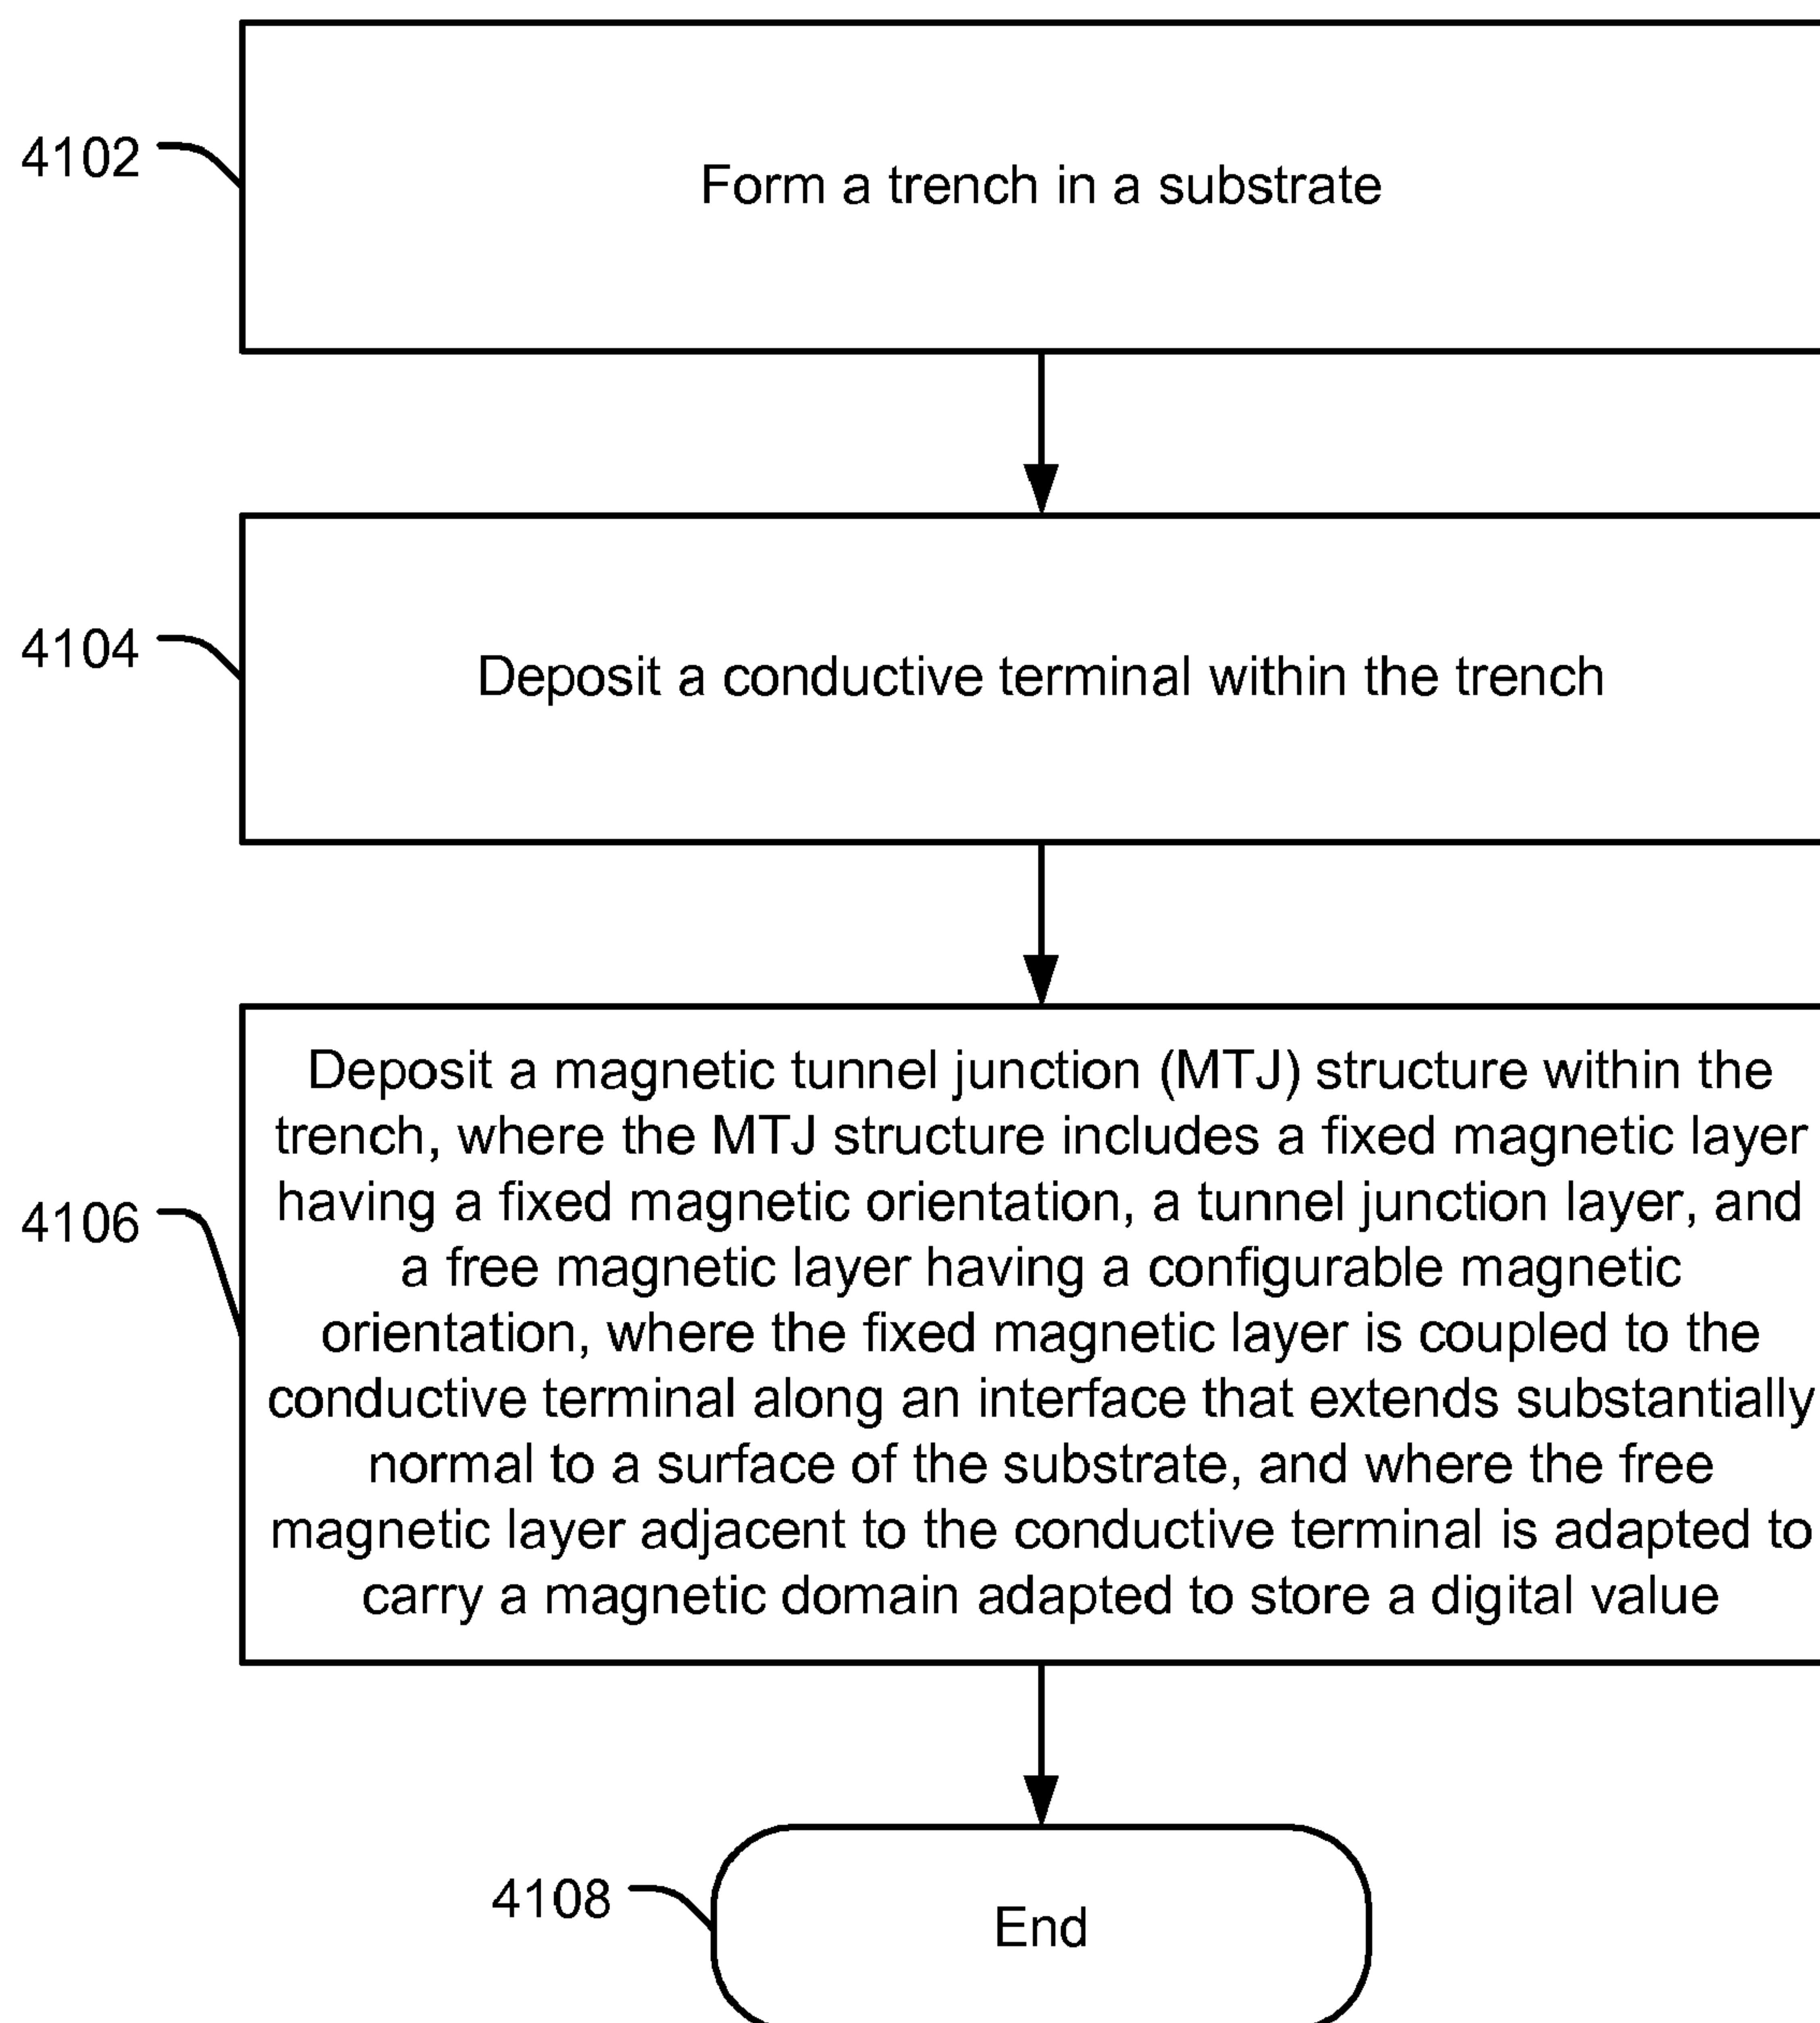 4102
Form a trench in a substrate
4104
Deposit a conductive terminal within the trench
4106
Deposit a magnetic tunnel junction (MTJ) structure within the
trench, where the MTJ structure includes a fixed magnetic layer
having a fixed magnetic orientation, a tunnel junction layer, and
a free magnetic layer having a configurable magnetic
orientation, where the fixed magnetic layer is coupled to the
conductive terminal along an interface that extends substantially
normal to a surface of the substrate, and where the free
magnetic layer adjacent to the conductive terminal is adapted to
carry a magnetic domain adapted to store a digital value
4108
End